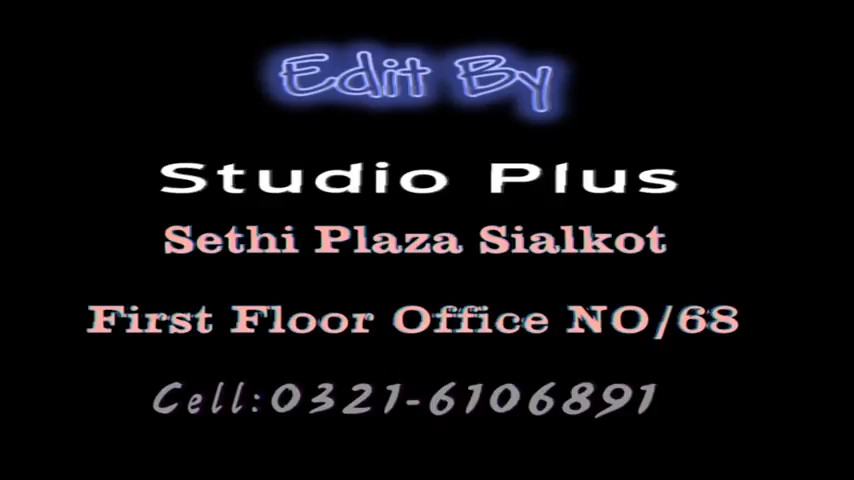 Edit By
Studio Plus
Sethi Plaza Sialkot
First Floor Office NO/68
Cell:0321-6106891